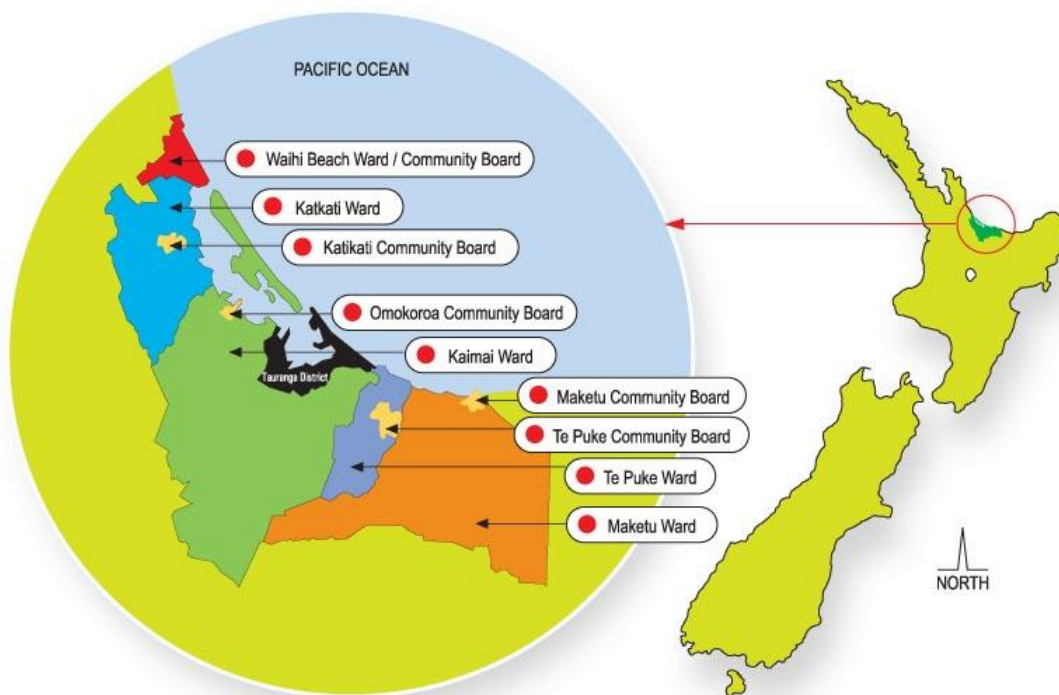 PACIFIC OCEAN
Waihi Beach Ward / Community Board
Katkati Ward
Katikati Community Board
Omokoroa Community Board
Kaimai Ward
Tauranga District
Maketu Community Board
Te Puke Community Board
Te Puke Ward
Maketu Ward
NORTH